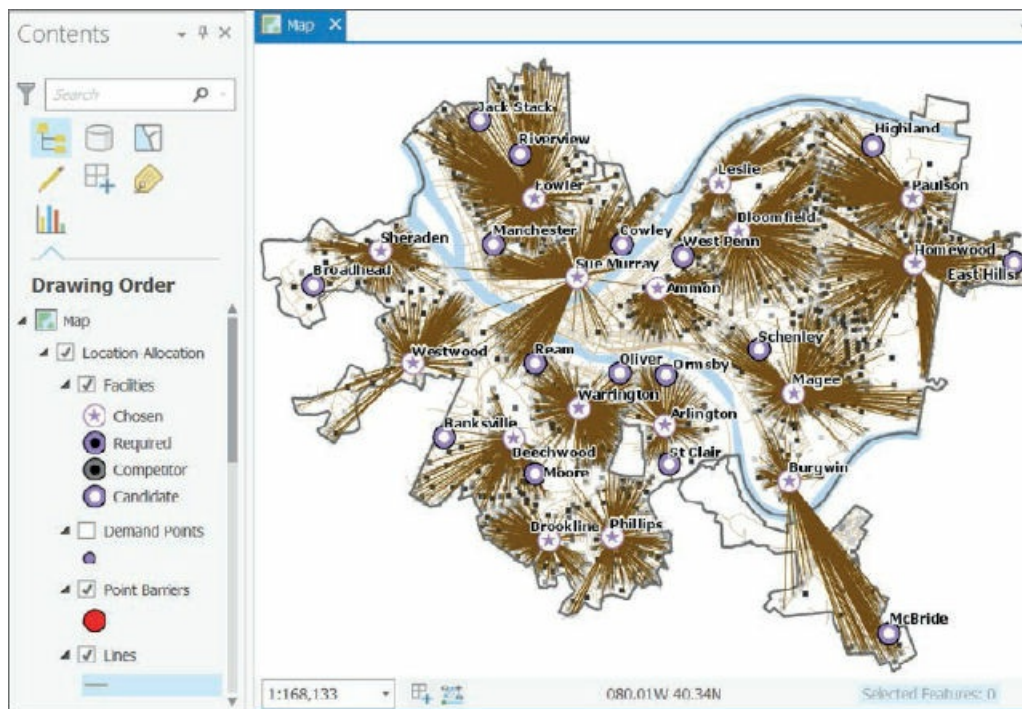 Contents
Search
Drawing Order
Map
Location Allocation
Facilities
Chosen
Required
Competitor
Candidate
Demand Points
Point Barriers
Lines
Map
Jack Stack
Riverview
Highland
Leslie
Fowler
Paulson
Bloomfield
Manchester
Cowley
Sheraden
West Penn
Homewood
Sue Murray
Broadhead
East Hills
Ammon
Schenley
Westwood
Ream
Oliver
Ormsby
Magee
Warrington
Arlington
Banksville
Beechwood
St Clair
Moore
Burgwin
Brookline
Phillips
McBride
1:168,133
080.01W 40.34N
Selected Features: 0